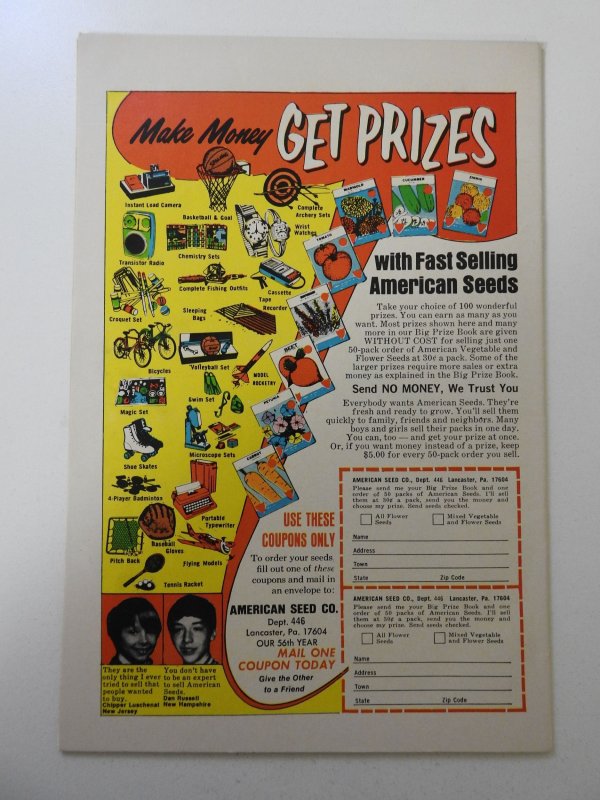 Make Money GET PRIZES
with Fast Selling
American Seeds
Take your choice of 100 wonderful
prizes. You can earn as many as you
want. Most prizes shown here and many
more in our Big Prize Book are given
WITHOUT COST for selling just one
50-pack order of American Vegetable and
Flower Seeds at 30¢ a pack. Some of the
larger prizes require more sales or extra
money as explained in the Big Prize Book.
Send NO MONEY, We Trust You
Everybody wants American Seeds. They're
fresh and ready to grow. You'll sell them
quickly to family, friends and neighbors. Many
boys and girls sell their packs in one day.
You can, too — and get your prize at once.
Or, if you want money instead of a prize, keep
$5.00 for every 50-pack order you sell.
Instant Load Camera
Basketball & Goal
Complete
Archery Sets
Wrist
Watches
Transistor Radio
Chemistry Sets
Complete Fishing Outfits
Cassette
Tape
Recorder
Croquet Set
Sleeping
Bags
Bicycles
Volleyball Set
MODEL
ROCKETRY
Magic Set
Swim Set
Shoe Skates
Microscope Sets
4-Player Badminton
Portable
Typewriter
Baseball
Gloves
Pitch Back
Flying Models
Tennis Racket
MARIGOLD
CUCUMBER
ZINNIA
TOMATO
BEET
PETUNIA
CARROT
USE THESE
COUPONS ONLY
To order your seeds
fill out one of these
coupons and mail in
an envelope to:
AMERICAN SEED CO.
Dept. 446
Lancaster, Pa. 17604
OUR 56th YEAR
MAIL ONE
COUPON TODAY
Give the Other
to a Friend
They are the
only thing I ever
tried to sell that
people wanted
to buy.
Chipper Luschenat
New Jersey
You don't have
to be an expert
to sell American
Seeds.
Dan Russell
New Hampshire
AMERICAN SEED CO., Dept. 446 Lancaster, Pa. 17604
Please send me your Big Prize Book and one
order of 50 packs of American Seeds. I'll sell
them at 30¢ a pack, send you the money and
choose my prize. Send seeds checked.
All Flower
Seeds
Mixed Vegetable
and Flower Seeds
Name
Address
Town
State Zip Code
AMERICAN SEED CO., Dept. 446 Lancaster, Pa. 17604
Please send me your Big Prize Book and one
order of 50 packs of American Seeds. I'll sell
them at 30¢ a pack, send you the money and
choose my prize. Send seeds checked.
All Flower
Seeds
Mixed Vegetable
and Flower Seeds
Name
Address
Town
State Zip Code